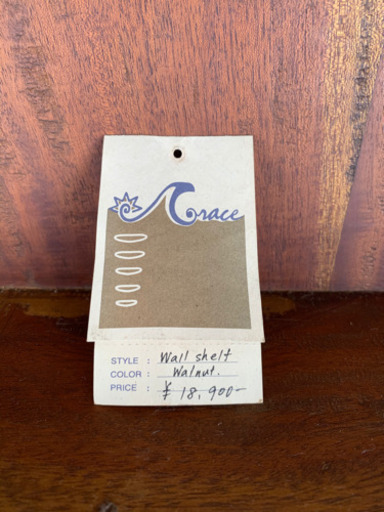 Grace
STYLE : Wall shelf
COLOR : Walnut.
PRICE : ¥ 18,900-